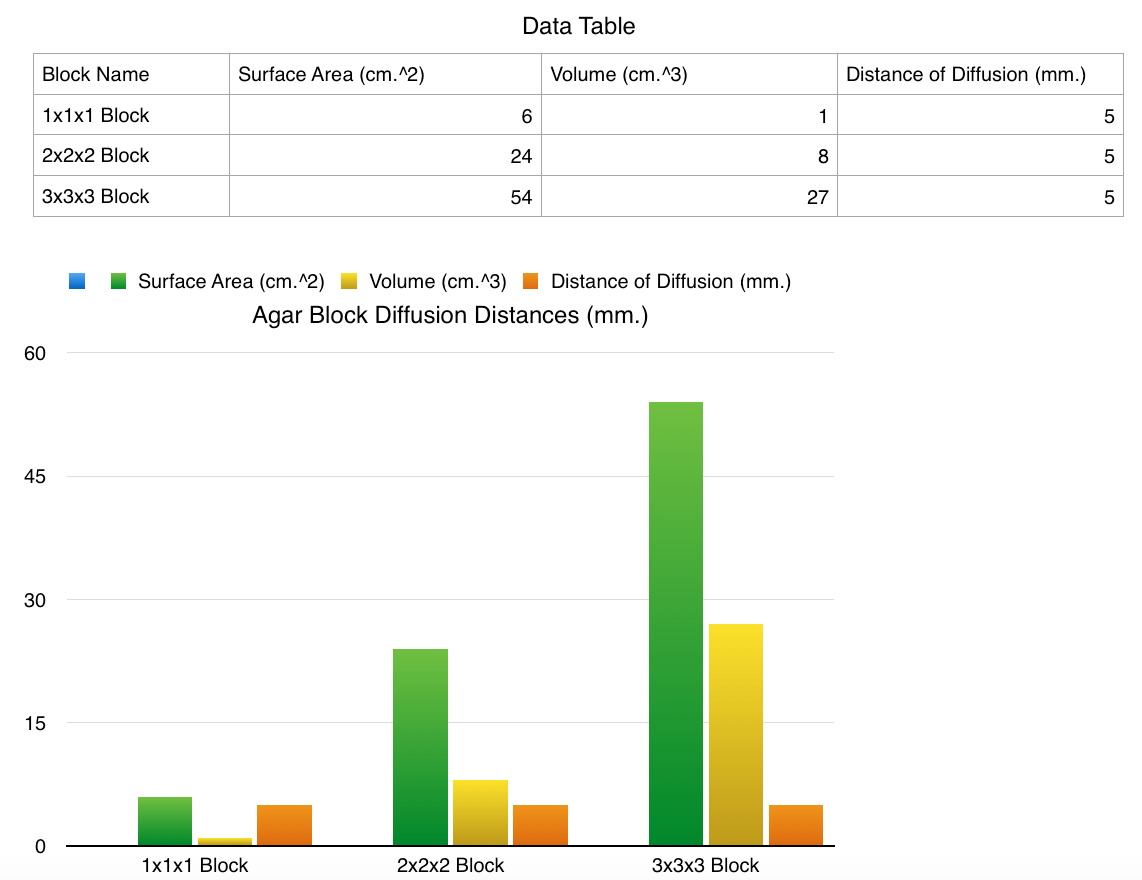 Data Table
Block Name Surface Area (cm.^2) Volume (cm.^3) Distance of Diffusion (mm.)
1x1x1 Block 6 1 5
2x2x2 Block 24 8 5
3x3x3 Block 54 27 5
Surface Area (cm.^2) Volume (cm.^3) Distance of Diffusion (mm.)
Agar Block Diffusion Distances (mm.)
60
45
30
15
0
1x1x1 Block 2x2x2 Block 3x3x3 Block